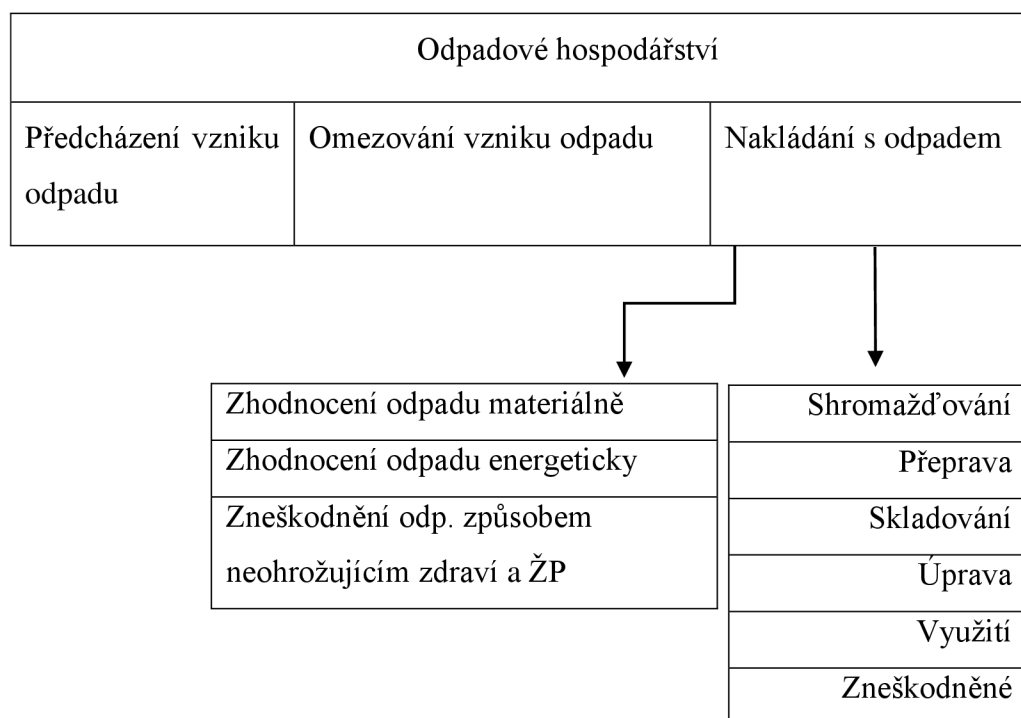 Odpadové hospodářství
Předcházení vzniku
odpadu
Omezování vzniku odpadu
Nakládání s odpadem
Zhodnocení odpadu materiálně
Zhodnocení odpadu energeticky
Zneškodnění odp. způsobem
neohrožujícím zdraví a ŽP
Shromažďování
Přeprava
Skladování
Úprava
Využití
Zneškodněné